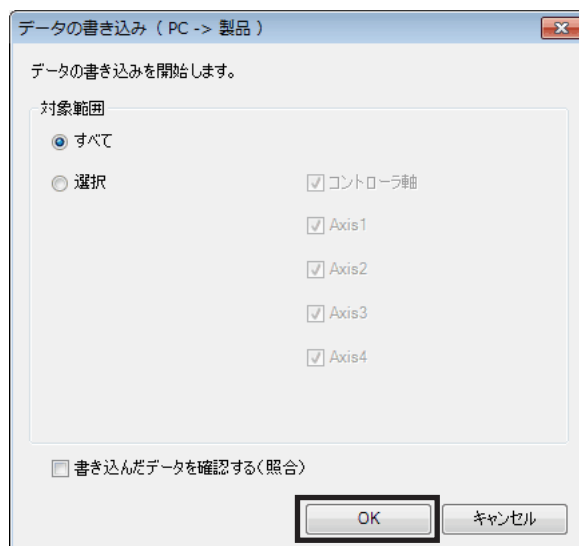 データの書き込み ( PC -> 製品 )
データの書き込みを開始します。
対象範囲
すべて
選択
コントローラ軸
Axis1
Axis2
Axis3
Axis4
書き込んだデータを確認する(照合)
OK
キャンセル